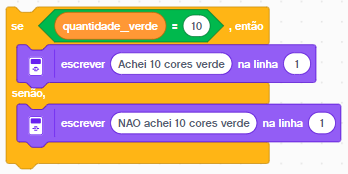 se quantidade_verde = 10 , então
escrever Achei 10 cores verde na linha 1
senão,
escrever NAO achei 10 cores verde na linha 1